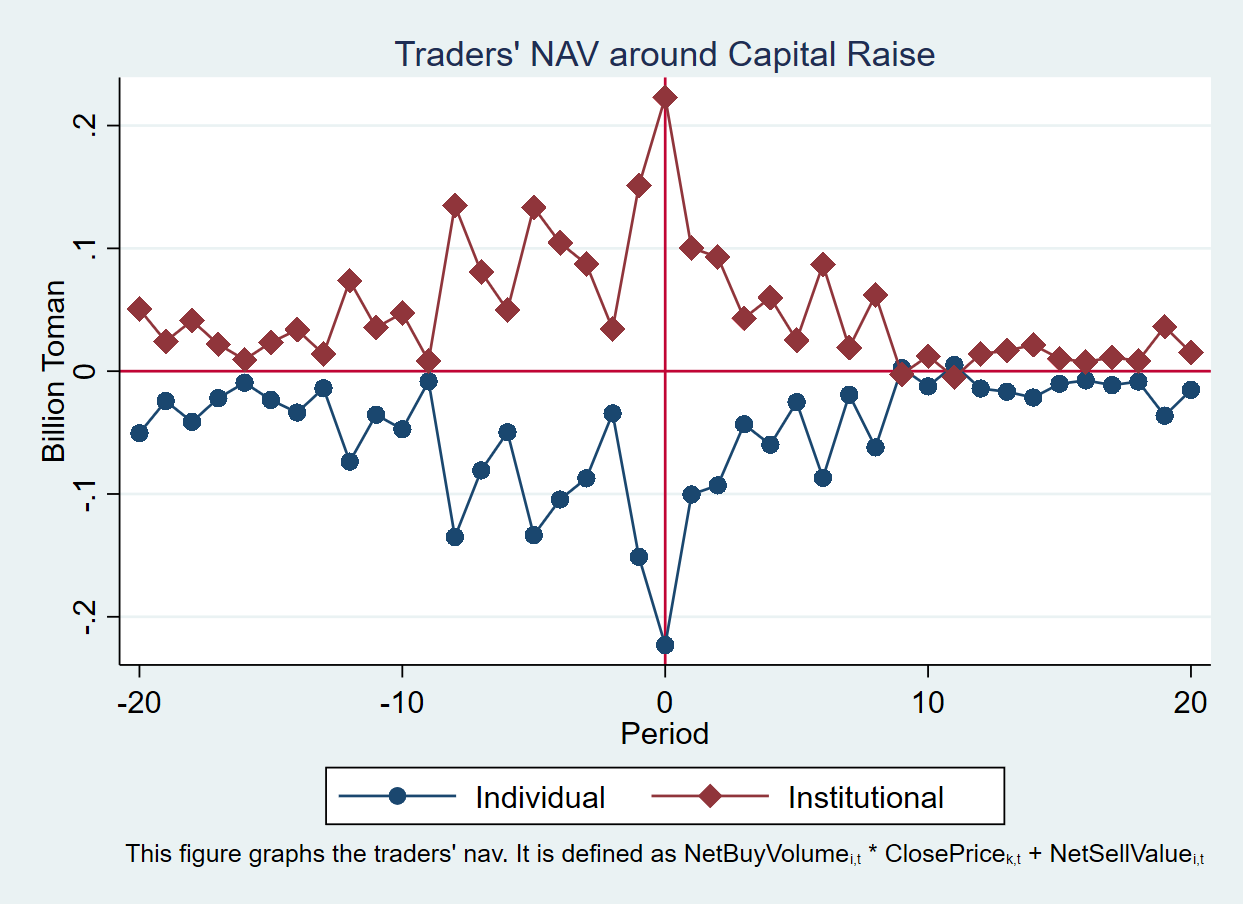 Traders' NAV around Capital Raise
Billion Toman
.2
.1
0
-.1
-.2
-20 -10 0 10 20
Period
Individual Institutional
This figure graphs the traders' nav. It is defined as NetBuyVolumei,t * ClosePricek,t + NetSellValuei,t